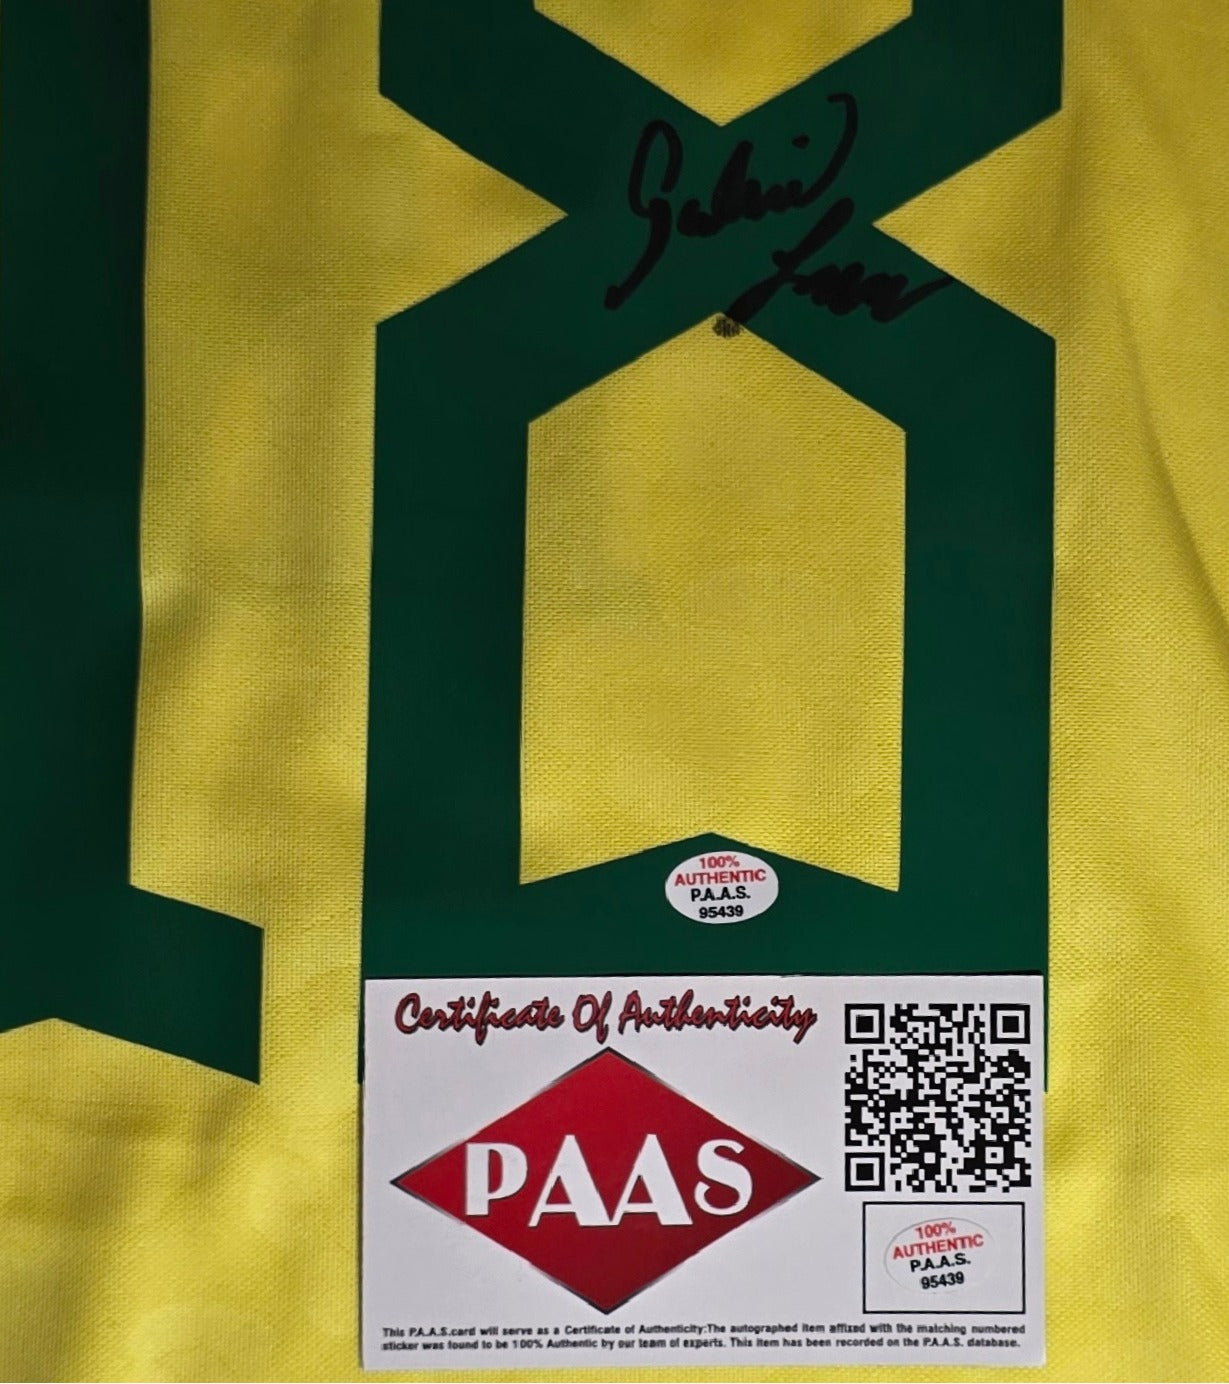 18
Gabriel
100%
AUTHENTIC
P.A.A.S.
95439
Certificate Of Authenticity
PAAS
100%
AUTHENTIC
P.A.A.S.
95439
This P.A.A.S.card will serve as a Certificate of Authenticity:The autographed item affixed with the matching numbered
sticker was found to be 100% Authentic by our team of experts. This item has been recorded on the P.A.A.S. database.